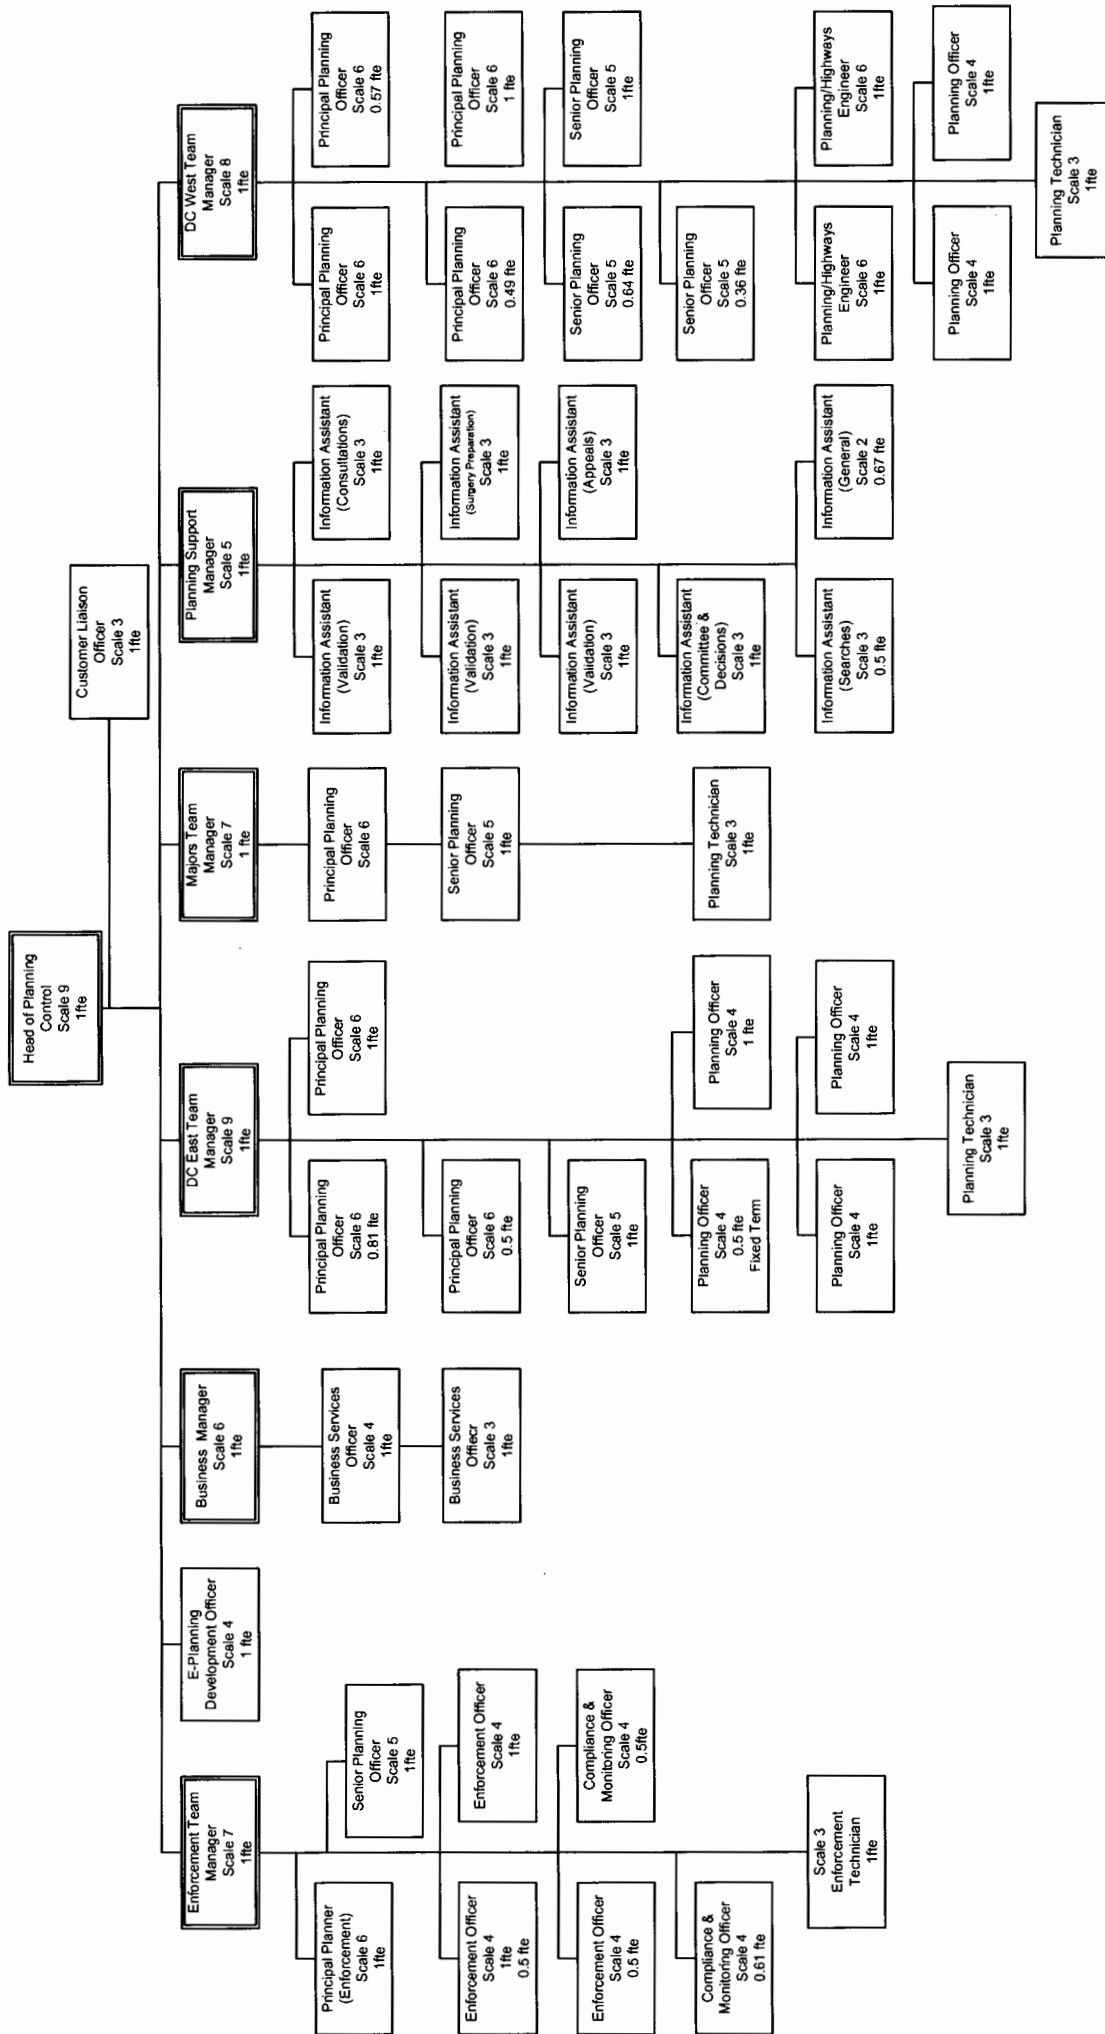 Head of Planning
Control
Scale 9
1fte
Customer Liaison
Officer
Scale 3
1fte
Enforcement Team
Manager
Scale 7
1fte
Principal Planner
(Enforcement)
Scale 6
1fte
Senior Planning
Officer
Scale 5
1fte
Enforcement Officer
Scale 4
1fte
0.5 fte
Enforcement Officer
Scale 4
1fte
Enforcement Officer
Scale 4
0.5 fte
Compliance &
Monitoring Officer
Scale 4
0.5fte
Compliance &
Monitoring Officer
Scale 4
0.61 fte
Scale 3
Enforcement
Technician
1fte
E-Planning
Development Officer
Scale 4
1 fte
Business Manager
Scale 6
1fte
Business Services
Officer
Scale 4
1fte
Business Services
Offiecr
Scale 3
1fte
DC East Team
Manager
Scale 9
1fte
Principal Planning
Officer
Scale 6
0.81 fte
Principal Planning
Officer
Scale 6
1fte
Principal Planning
Officer
Scale 6
0.5 fte
Senior Planning
Officer
Scale 5
1fte
Planning Officer
Scale 4
0.5 fte
Fixed Term
Planning Officer
Scale 4
1 fte
Planning Officer
Scale 4
1fte
Planning Officer
Scale 4
1fte
Planning Technician
Scale 3
1fte
Majors Team
Manager
Scale 7
1 fte
Principal Planning
Officer
Scale 6
Senior Planning
Officer
Scale 5
1fte
Planning Technician
Scale 3
1fte
Planning Support
Manager
Scale 5
1fte
Information Assistant
(Validation)
Scale 3
1fte
Information Assistant
(Consultations)
Scale 3
1fte
Information Assistant
(Validation)
Scale 3
1fte
Information Assistant
(Surgery Preparation)
Scale 3
1fte
Information Assistant
(Validation)
Scale 3
1fte
Information Assistant
(Appeals)
Scale 3
1fte
Information Assistant
(Committee &
Decisions)
Scale 3
1fte
Information Assistant
(Searches)
Scale 3
0.5 fte
Information Assistant
(General)
Scale 2
0.67 fte
DC West Team
Manager
Scale 8
1fte
Principal Planning
Officer
Scale 6
1fte
Principal Planning
Officer
Scale 6
0.57 fte
Principal Planning
Officer
Scale 6
0.49 fte
Principal Planning
Officer
Scale 6
1 fte
Senior Planning
Officer
Scale 5
0.64 fte
Senior Planning
Officer
Scale 5
1fte
Senior Planning
Officer
Scale 5
0.36 fte
Planning/Highways
Engineer
Scale 6
1fte
Planning/Highways
Engineer
Scale 6
1fte
Planning Officer
Scale 4
1fte
Planning Officer
Scale 4
1fte
Planning Technician
Scale 3
1fte